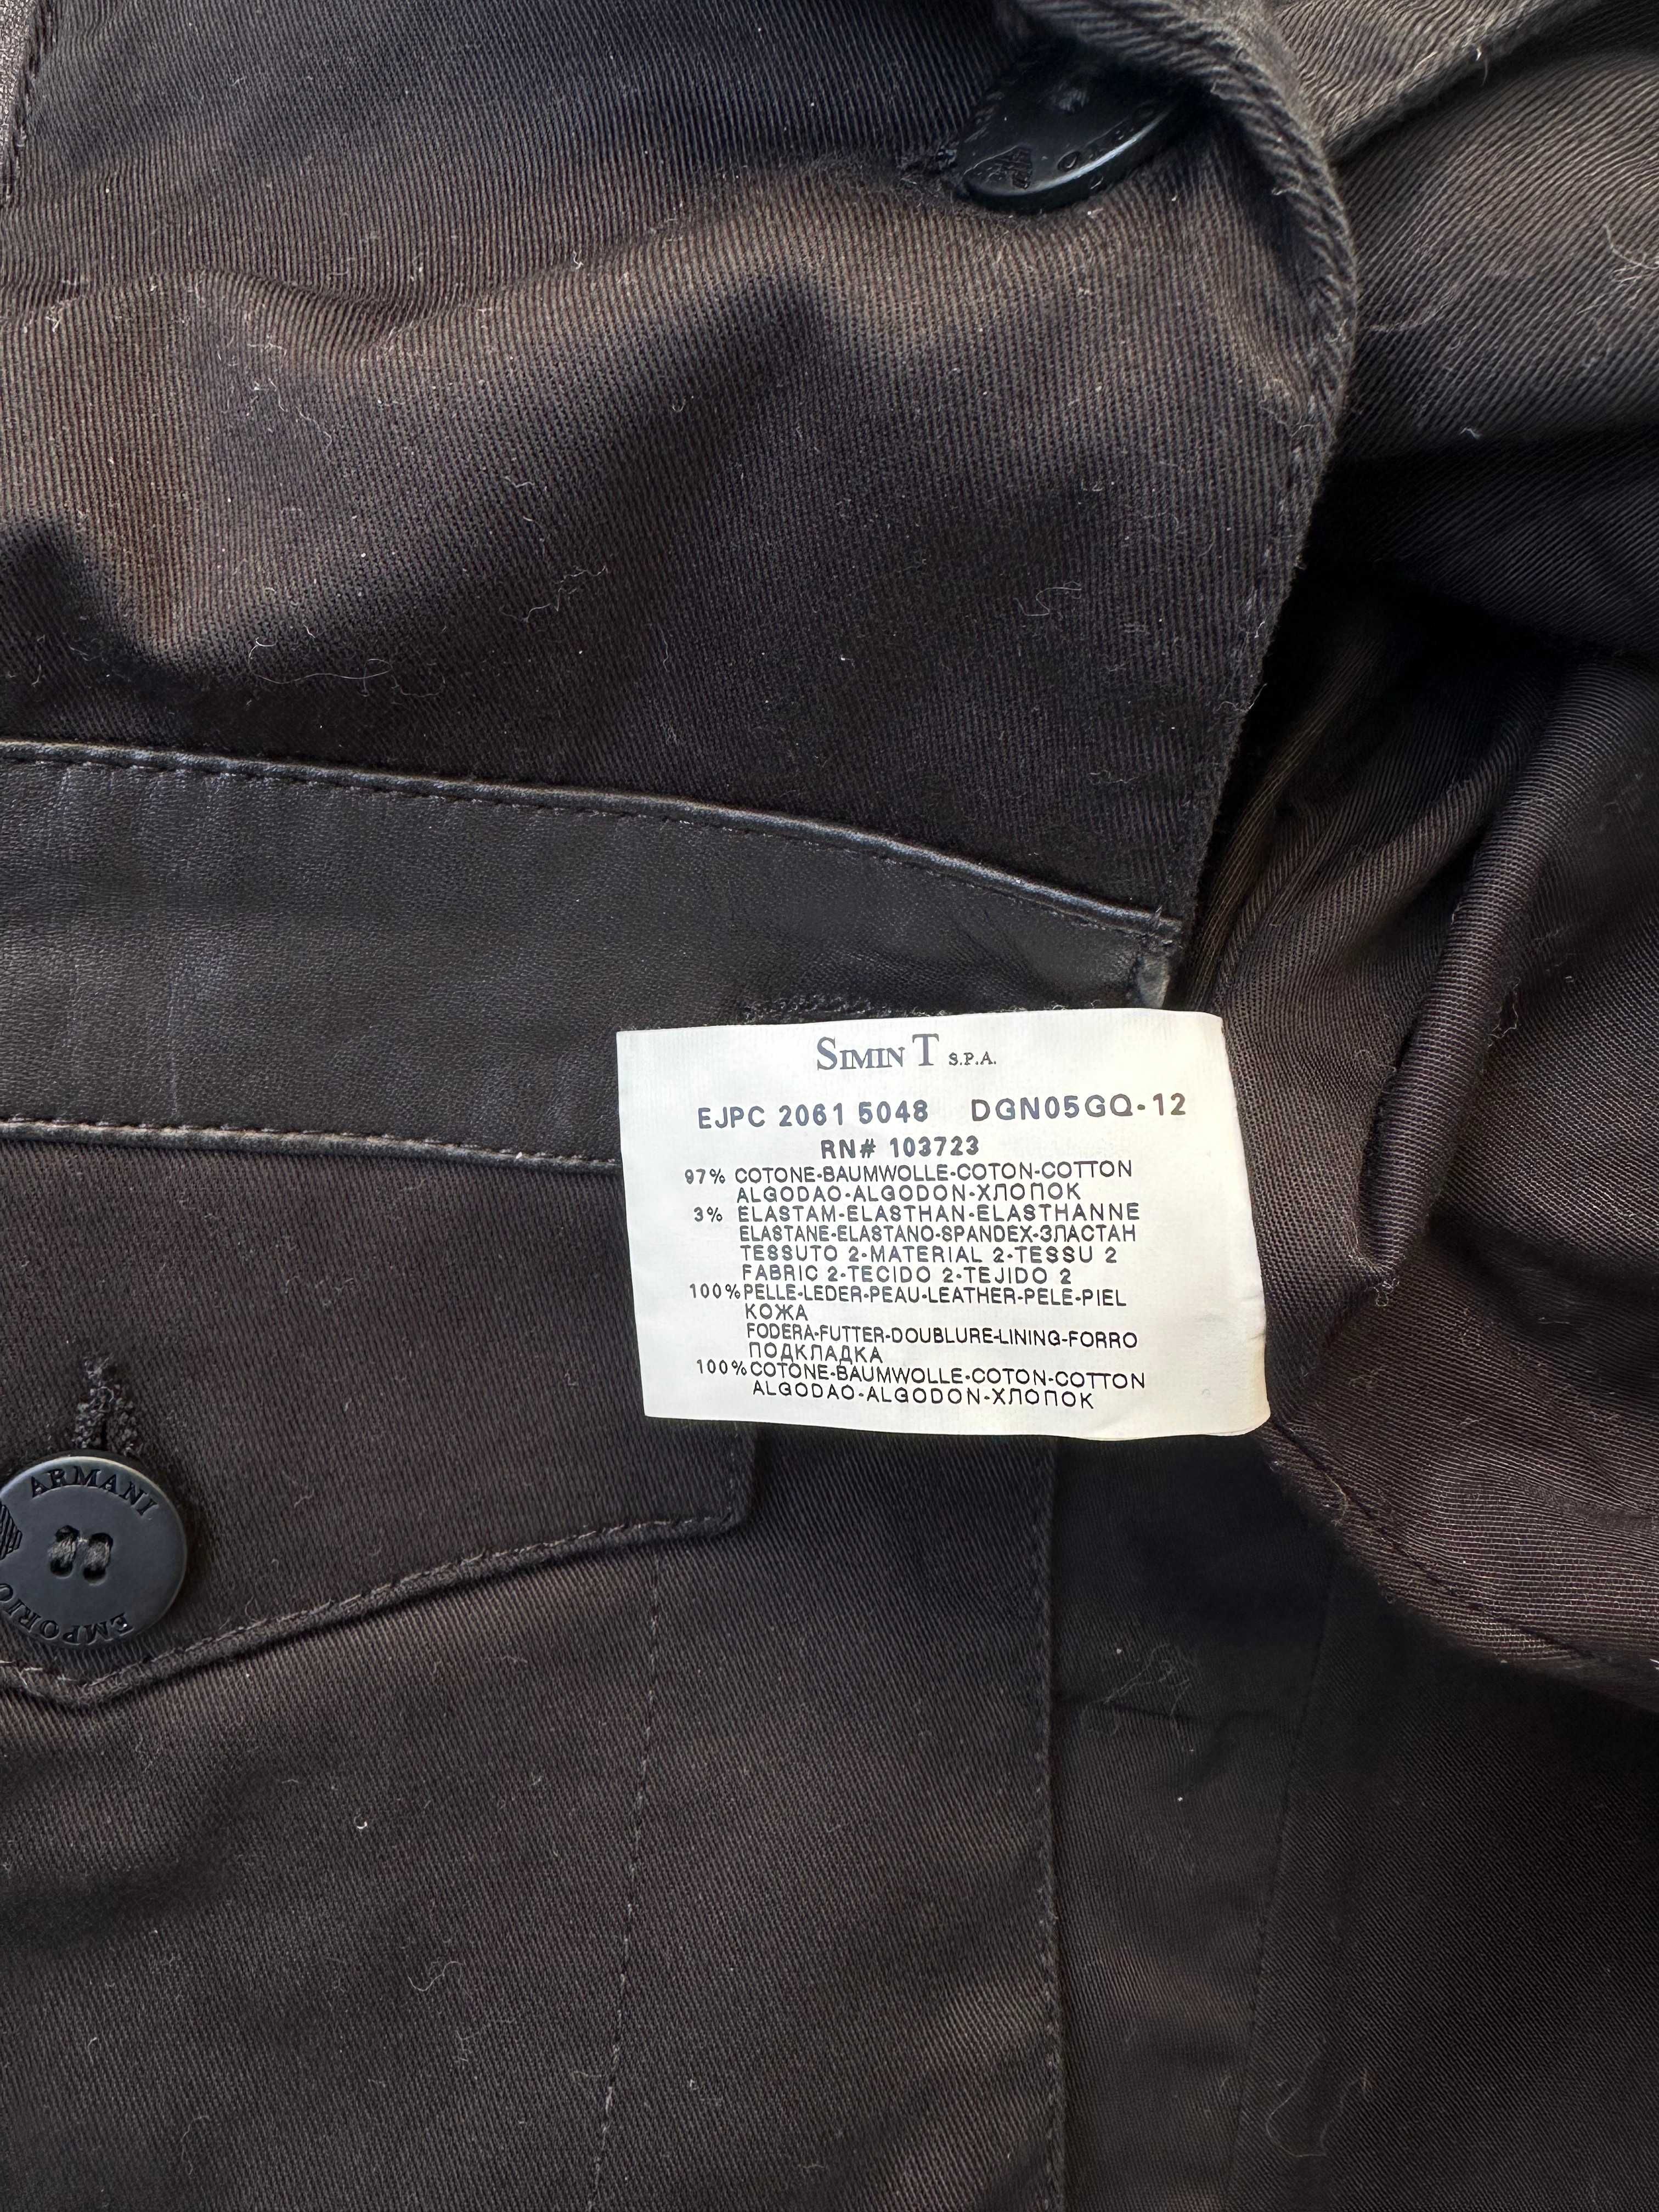 SIMIN T S.P.A.
EJPC 2061 5048 DGN05GQ-12
RN# 103723
97% COTONE-BAUMWOLLE-COTON-COTTON
ALGODAO-ALGODON-ХЛОПОК
3% ELASTAM-ELASTHAN-ELASTHANNE
ELASTANE-ELASTANO-SPANDEX-ЗЛАСТАН
TESSUTO 2-MATERIAL 2-TESSU 2
FABRIC 2-TECIDO 2-TEJIDO 2
100% PELLE-LEDER-PEAU-LEATHER-PELE-PIEL
КОЖА
FODERA-FUTTER-DOUBLURE-LINING-FORRO
ПОДКЛАДКА
100% COTONE-BAUMWOLLE-COTON-COTTON
ALGODAO-ALGODON-ХЛОПОК
ARMANI
EMPORIO